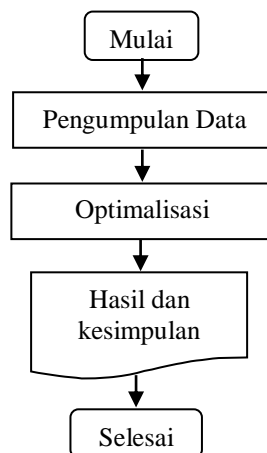 Mulai
Pengumpulan Data
Optimalisasi
Hasil dan
kesimpulan
Selesai